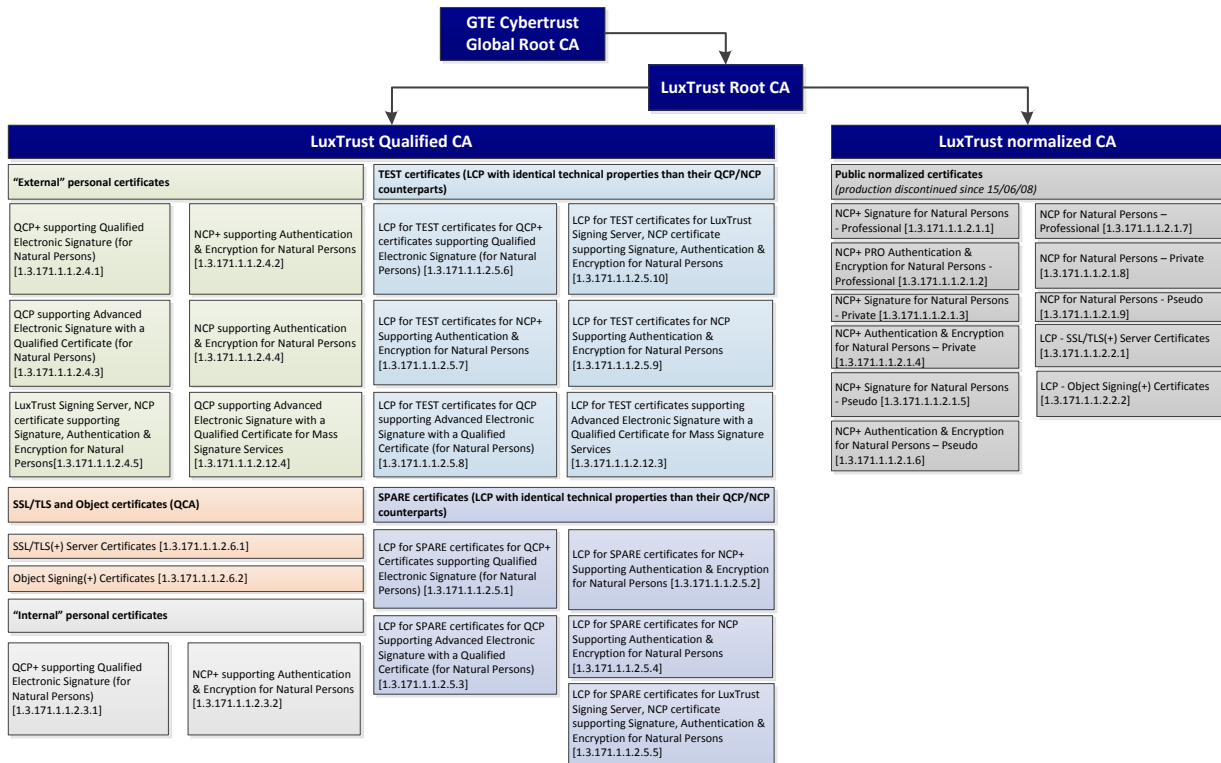 GTE Cybertrust
Global Root CA
LuxTrust Root CA
LuxTrust Qualified CA
"External" personal certificates
QCP+ supporting Qualified
Electronic Signature (for
Natural Persons)
[1.3.171.1.1.2.4.1]
NCP+ supporting Authentication
& Encryption for Natural Persons
[1.3.171.1.1.2.4.2]
QCP supporting Advanced
Electronic Signature with a
Qualified Certificate (for
Natural Persons)
[1.3.171.1.1.2.4.3]
NCP supporting Authentication
& Encryption for Natural Persons
[1.3.171.1.1.2.4.4]
LuxTrust Signing Server, NCP
certificate supporting
Signature, Authentication &
Encryption for Natural
Persons[1.3.171.1.1.2.4.5]
QCP supporting Advanced
Electronic Signature with a
Qualified Certificate for Mass
Signature Services
[1.3.171.1.1.2.12.4]
SSL/TLS and Object certificates (QCA)
SSL/TLS(+) Server Certificates [1.3.171.1.1.2.6.1]
Object Signing(+) Certificates [1.3.171.1.1.2.6.2]
"Internal" personal certificates
QCP+ supporting Qualified
Electronic Signature (for
Natural Persons)
[1.3.171.1.1.2.3.1]
NCP+ supporting Authentication
& Encryption for Natural Persons
[1.3.171.1.1.2.3.2]
TEST certificates (LCP with identical technical properties than their QCP/NCP
counterparts)
LCP for TEST certificates for QCP+
certificates supporting Qualified
Electronic Signature (for Natural
Persons) [1.3.171.1.1.2.5.6]
LCP for TEST certificates for LuxTrust
Signing Server, NCP certificate
supporting Signature, Authentication &
Encryption for Natural Persons
[1.3.171.1.1.2.5.10]
LCP for TEST certificates for NCP+
Supporting Authentication &
Encryption for Natural Persons
[1.3.171.1.1.2.5.7]
LCP for TEST certificates for NCP
Supporting Authentication &
Encryption for Natural Persons
[1.3.171.1.1.2.5.9]
LCP for TEST certificates for QCP
supporting Advanced Electronic
Signature with a Qualified
Certificate (for Natural Persons)
[1.3.171.1.1.2.5.8]
LCP for TEST certificates supporting
Advanced Electronic Signature with a
Qualified Certificate for Mass Signature
Services
[1.3.171.1.1.2.12.3]
SPARE certificates (LCP with identical technical properties than their QCP/NCP
counterparts)
LCP for SPARE certificates for QCP+
Certificates supporting Qualified
Electronic Signature (for Natural
Persons) [1.3.171.1.1.2.5.1]
LCP for SPARE certificates for NCP+
Supporting Authentication & Encryption
for Natural Persons [1.3.171.1.1.2.5.2]
LCP for SPARE certificates for QCP
Supporting Advanced Electronic
Signature with a Qualified
Certificate (for Natural Persons)
[1.3.171.1.1.2.5.3]
LCP for SPARE certificates for NCP
Supporting Authentication &
Encryption for Natural Persons
[1.3.171.1.1.2.5.4]
LCP for SPARE certificates for LuxTrust
Signing Server, NCP certificate
supporting Signature, Authentication &
Encryption for Natural Persons
[1.3.171.1.1.2.5.5]
LuxTrust normalized CA
Public normalized certificates
(production discontinued since 15/06/08)
NCP+ Signature for Natural Persons
- Professional [1.3.171.1.1.2.1.1]
NCP for Natural Persons –
Professional [1.3.171.1.1.2.1.7]
NCP+ PRO Authentication &
Encryption for Natural Persons -
Professional [1.3.171.1.1.2.1.2]
NCP for Natural Persons – Private
[1.3.171.1.1.2.1.8]
NCP+ Signature for Natural Persons
- Private [1.3.171.1.1.2.1.3]
NCP for Natural Persons - Pseudo
[1.3.171.1.1.2.1.9]
NCP+ Authentication & Encryption
for Natural Persons – Private
[1.3.171.1.1.2.1.4]
LCP - SSL/TLS(+) Server Certificates
[1.3.171.1.1.2.2.1]
NCP+ Signature for Natural Persons
- Pseudo [1.3.171.1.1.2.1.5]
LCP - Object Signing(+) Certificates
[1.3.171.1.1.2.2.2]
NCP+ Authentication & Encryption
for Natural Persons – Pseudo
[1.3.171.1.1.2.1.6]